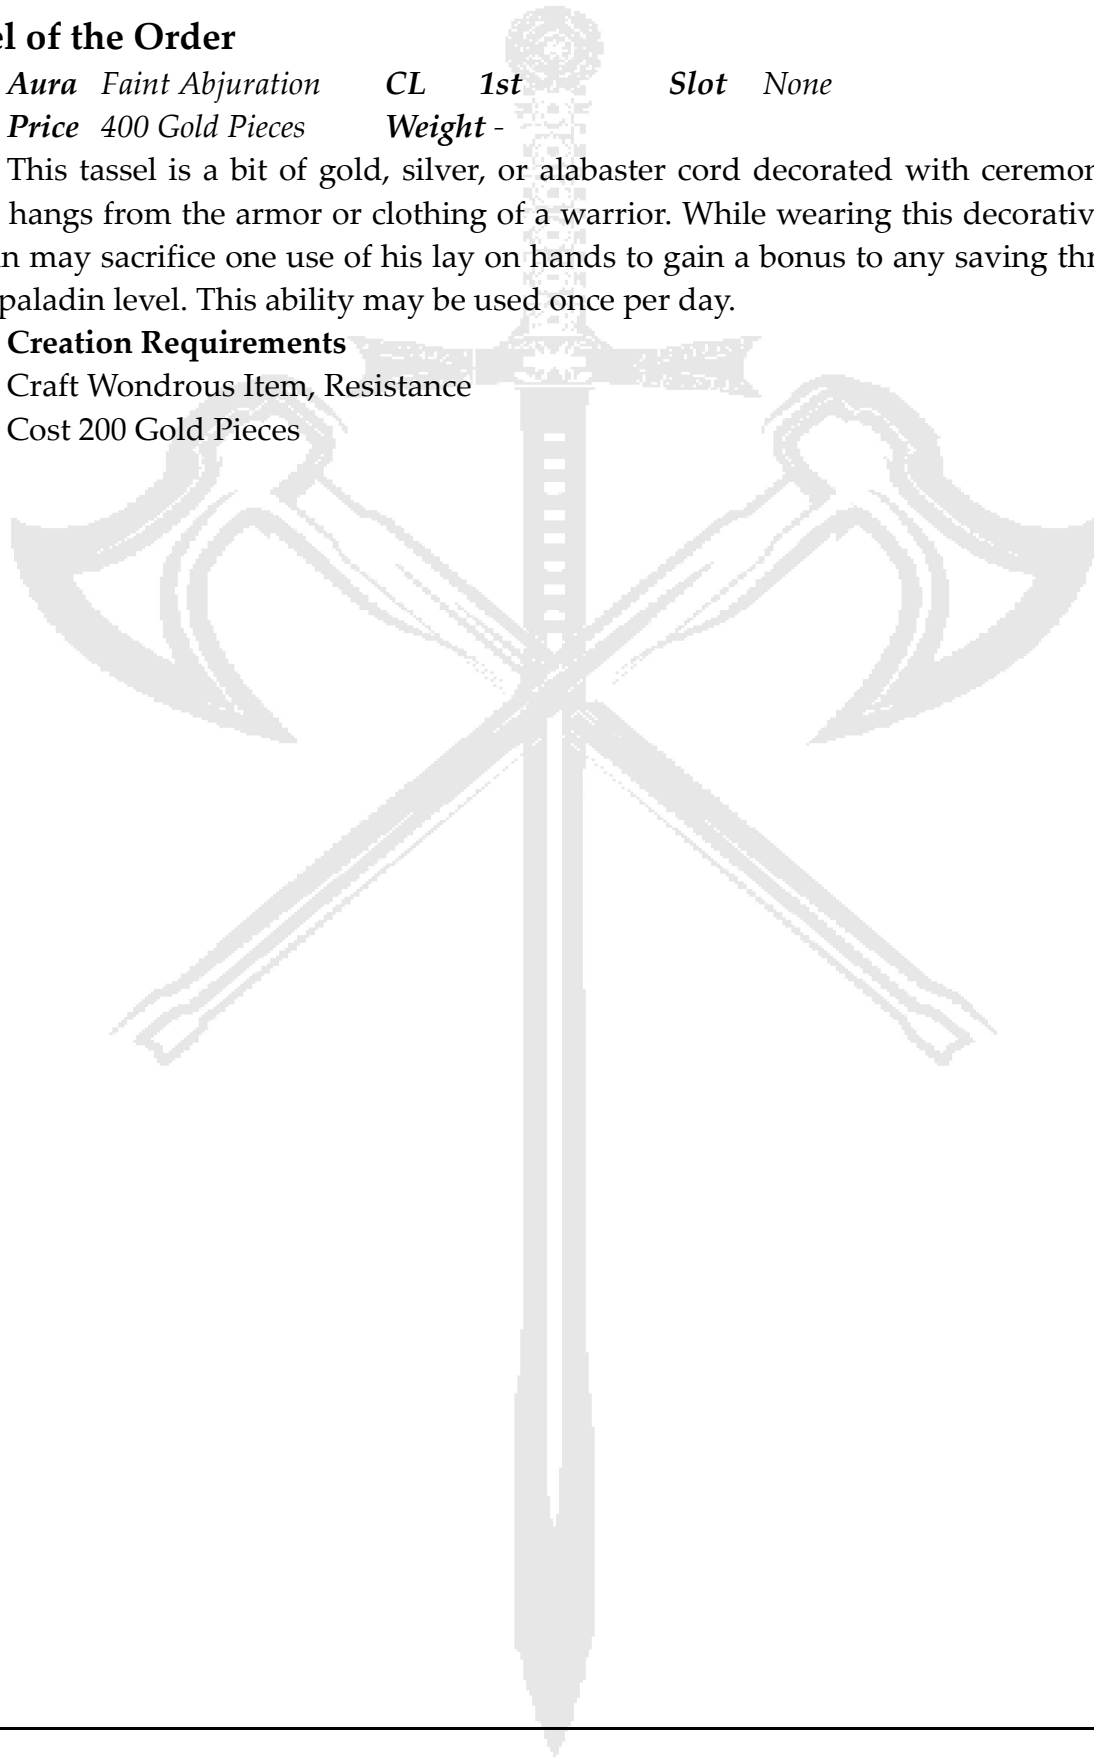 el of the Order
Aura Faint Abjuration CL 1st Slot None
Price 400 Gold Pieces Weight -
This tassel is a bit of gold, silver, or alabaster cord decorated with ceremon
hangs from the armor or clothing of a warrior. While wearing this decorativ
n may sacrifice one use of his lay on hands to gain a bonus to any saving thr
paladin level. This ability may be used once per day.
Creation Requirements
Craft Wondrous Item, Resistance
Cost 200 Gold Pieces